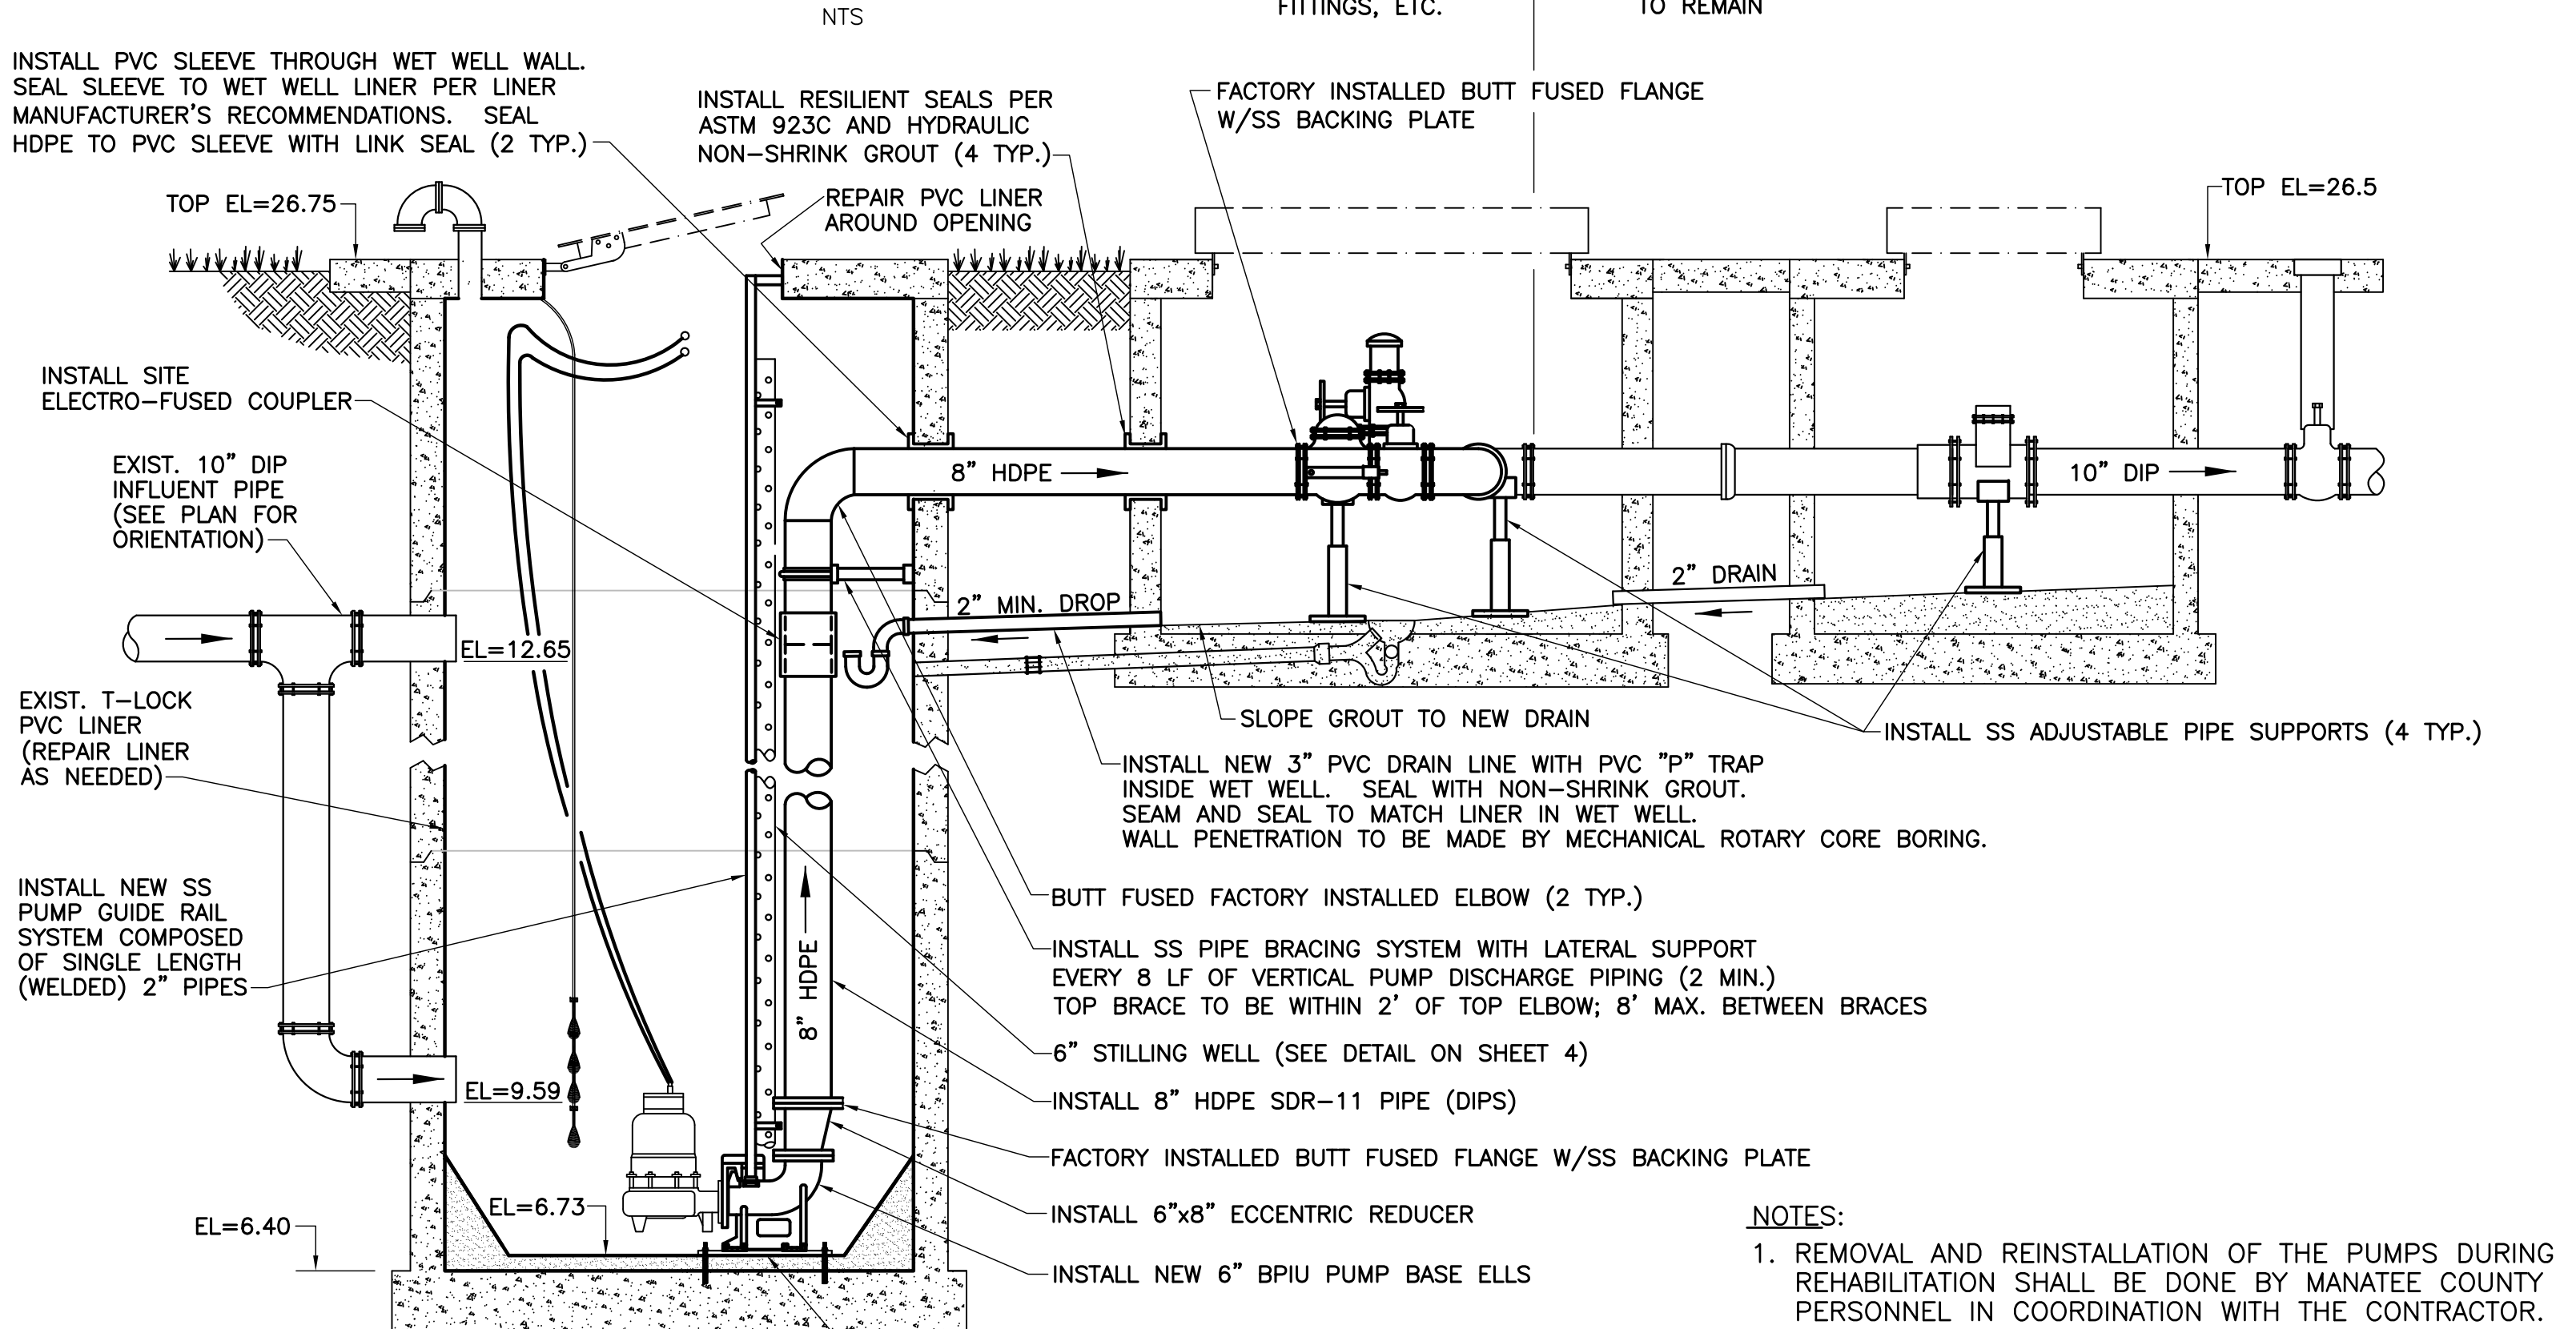 NTS
FITTINGS, ETC.
TO REMAIN
INSTALL PVC SLEEVE THROUGH WET WELL WALL.
SEAL SLEEVE TO WET WELL LINER PER LINER
MANUFACTURER'S RECOMMENDATIONS. SEAL
HDPE TO PVC SLEEVE WITH LINK SEAL (2 TYP.)
INSTALL RESILIENT SEALS PER
ASTM 923C AND HYDRAULIC
NON-SHRINK GROUT (4 TYP.)
FACTORY INSTALLED BUTT FUSED FLANGE
W/SS BACKING PLATE
TOP EL=26.75
REPAIR PVC LINER
AROUND OPENING
TOP EL=26.5
INSTALL SITE
ELECTRO-FUSED COUPLER
EXIST. 10" DIP
INFLUENT PIPE
(SEE PLAN FOR
ORIENTATION)
8" HDPE
10" DIP
2" DRAIN
2" MIN. DROP
EL=12.65
EXIST. T-LOCK
PVC LINER
(REPAIR LINER
AS NEEDED)
SLOPE GROUT TO NEW DRAIN
INSTALL SS ADJUSTABLE PIPE SUPPORTS (4 TYP.)
INSTALL NEW 3" PVC DRAIN LINE WITH PVC "P" TRAP
INSIDE WET WELL. SEAL WITH NON-SHRINK GROUT.
SEAM AND SEAL TO MATCH LINER IN WET WELL.
WALL PENETRATION TO BE MADE BY MECHANICAL ROTARY CORE BORING.
INSTALL NEW SS
PUMP GUIDE RAIL
SYSTEM COMPOSED
OF SINGLE LENGTH
(WELDED) 2" PIPES
8" HDPE
BUTT FUSED FACTORY INSTALLED ELBOW (2 TYP.)
INSTALL SS PIPE BRACING SYSTEM WITH LATERAL SUPPORT
EVERY 8 LF OF VERTICAL PUMP DISCHARGE PIPING (2 MIN.)
TOP BRACE TO BE WITHIN 2' OF TOP ELBOW; 8' MAX. BETWEEN BRACES
6" STILLING WELL (SEE DETAIL ON SHEET 4)
EL=9.59
INSTALL 8" HDPE SDR-11 PIPE (DIPS)
FACTORY INSTALLED BUTT FUSED FLANGE W/SS BACKING PLATE
EL=6.73
EL=6.40
INSTALL 6"x8" ECCENTRIC REDUCER
INSTALL NEW 6" BPIU PUMP BASE ELLS
NOTES:
1. REMOVAL AND REINSTALLATION OF THE PUMPS DURING
REHABILITATION SHALL BE DONE BY MANATEE COUNTY
PERSONNEL IN COORDINATION WITH THE CONTRACTOR.